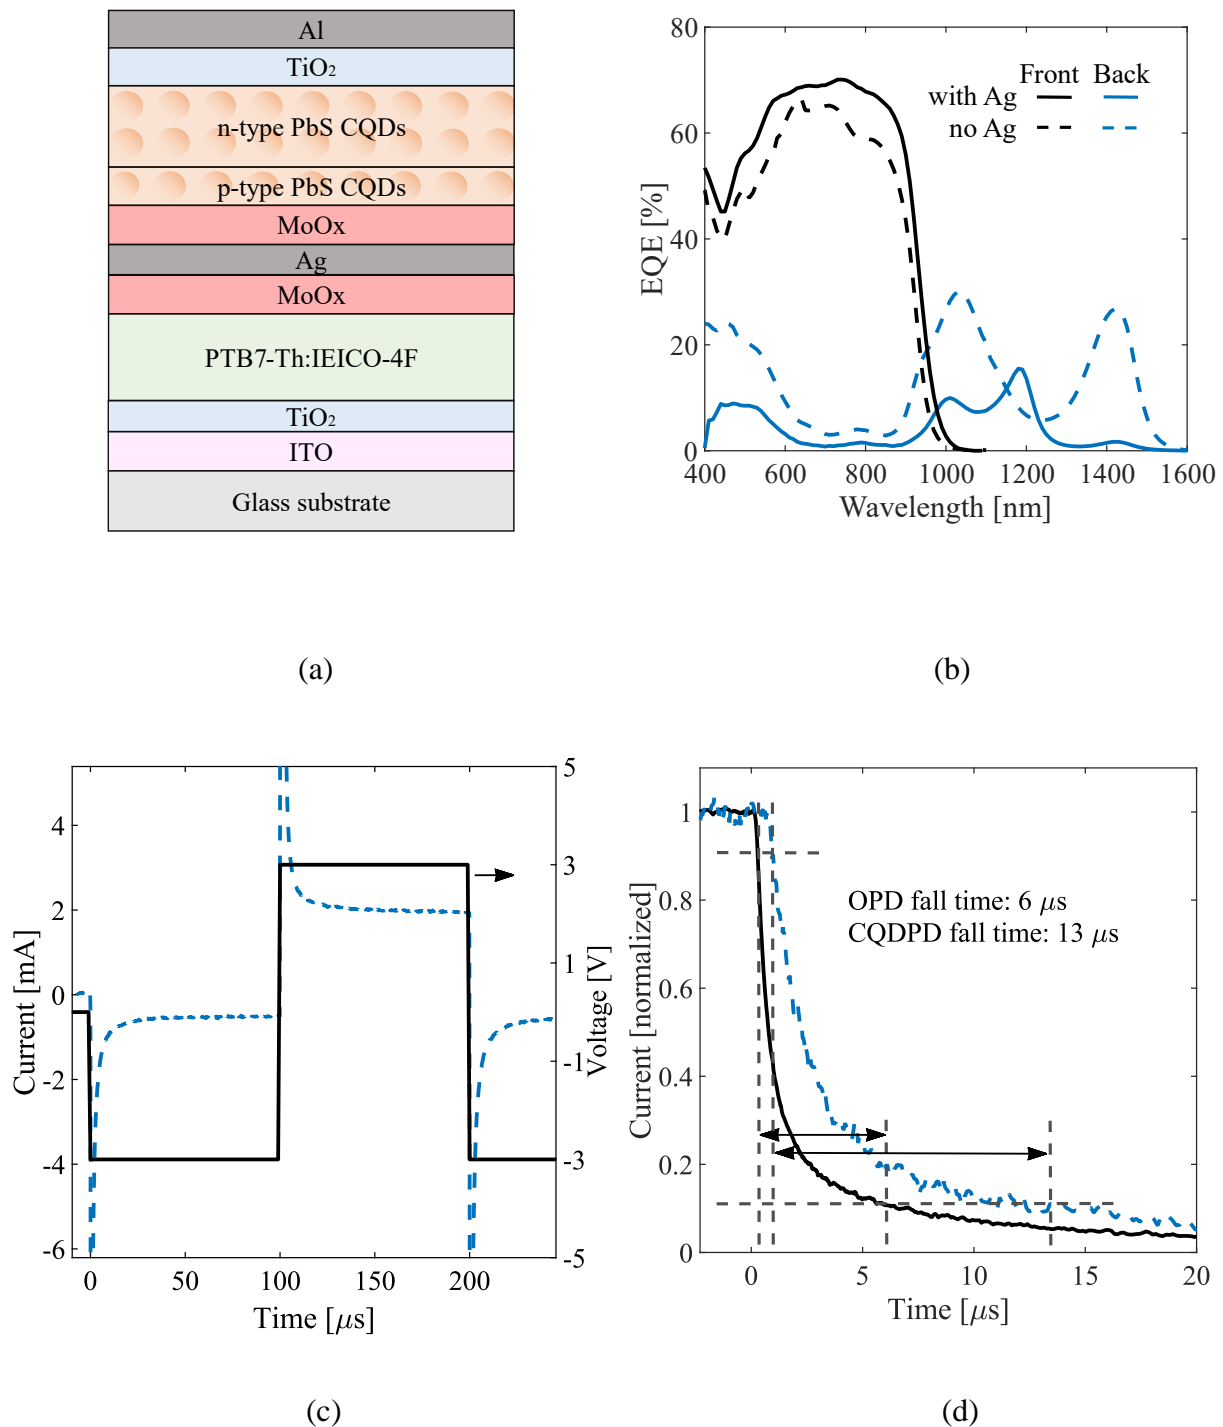 Al
TiO2
n-type PbS CQDs
p-type PbS CQDs
MoOx
Ag
MoOx
PTB7-Th:IEICO-4F
TiO2
ITO
Glass substrate
(a)
80
60
40
20
0
EQE [%]
Front Back
with Ag
no Ag
400 600 800 1000 1200 1400 1600
Wavelength [nm]
(b)
4
2
0
-2
-4
-6
Current [mA]
5
3
1
-1
-3
-5
Voltage [V]
0 50 100 150 200
Time [μs]
(c)
1
0.8
0.6
0.4
0.2
0
Current [normalized]
OPD fall time: 6 μs
CQDPD fall time: 13 μs
0 5 10 15 20
Time [μs]
(d)